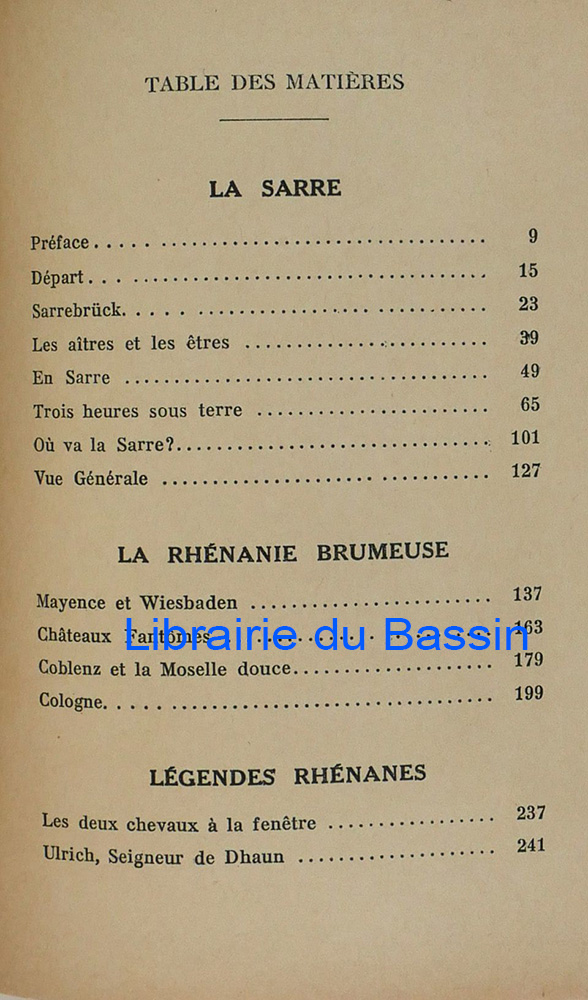 TABLE DES MATIÈRES
LA SARRE
Préface ........................................ 9
Départ ........................................ 15
Sarrebrück ........................................ 23
Les aîtres et les êtres ........................................ 39
En Sarre ........................................ 49
Trois heures sous terre ........................................ 65
Où va la Sarre? ........................................ 101
Vue Générale ........................................ 127
LA RHÉNANIE BRUMEUSE
Mayence et Wiesbaden ........................................ 137
Châteaux Fantômes ........................................ 163
Librairie du Bassin
Coblenz et la Moselle douce ........................................ 179
Cologne ........................................ 199
LÉGENDES RHÉNANES
Les deux chevaux à la fenêtre ........................................ 237
Ulrich, Seigneur de Dhaun ........................................ 241